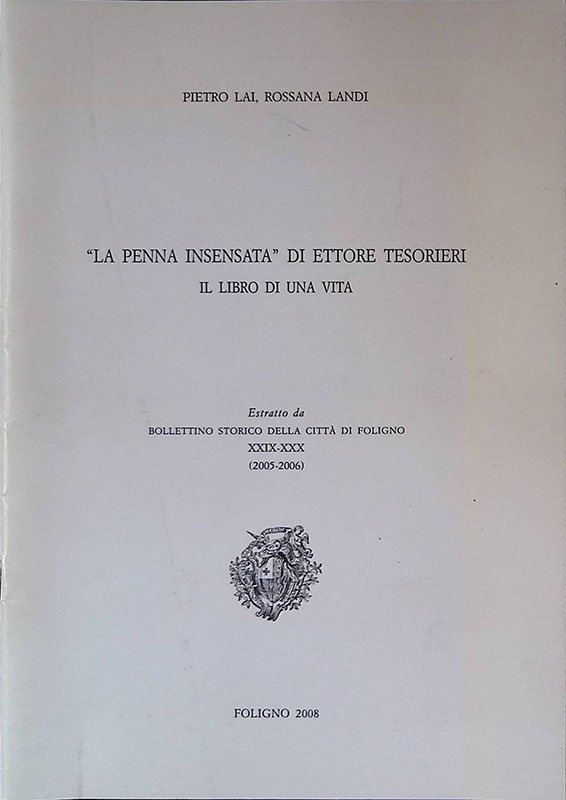 PIETRO LAI, ROSSANA LANDI
“LA PENNA INSENSATA” DI ETTORE TESORIERI
IL LIBRO DI UNA VITA
Estratto da
BOLLETTINO STORICO DELLA CITTÀ DI FOLIGNO
XXIX-XXX
(2005-2006)
FOLIGNO 2008